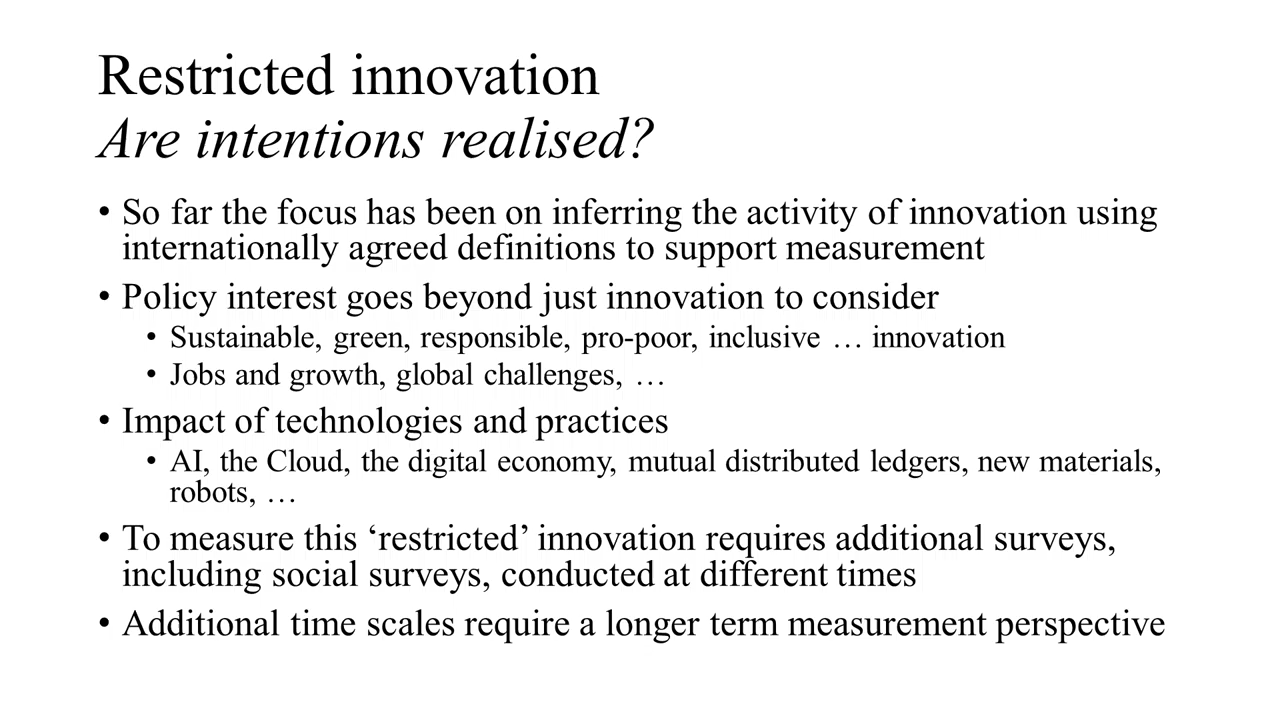 Restricted innovation
Are intentions realised?
• So far the focus has been on inferring the activity of innovation using
internationally agreed definitions to support measurement
• Policy interest goes beyond just innovation to consider
• Sustainable, green, responsible, pro-poor, inclusive … innovation
• Jobs and growth, global challenges, …
• Impact of technologies and practices
• AI, the Cloud, the digital economy, mutual distributed ledgers, new materials,
robots, …
• To measure this ‘restricted’ innovation requires additional surveys,
including social surveys, conducted at different times
• Additional time scales require a longer term measurement perspective